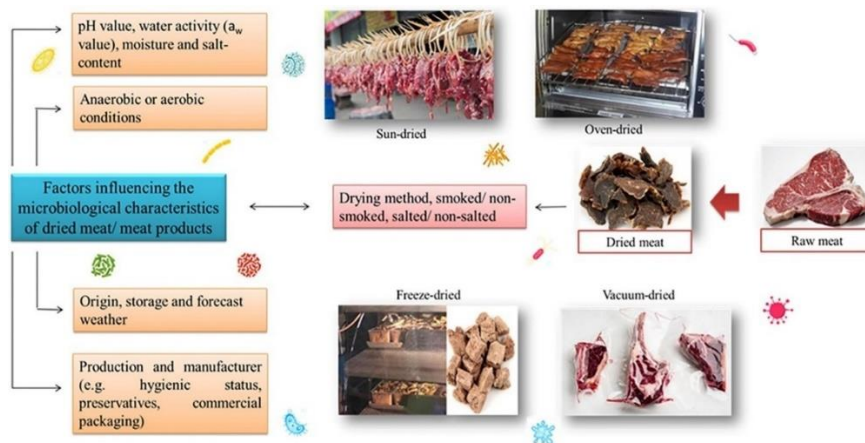 pH value, water activity (aw
value), moisture and salt-
content
Anaerobic or aerobic
conditions
Factors influencing the
microbiological characteristics
of dried meat/ meat products
Origin, storage and forecast
weather
Production and manufacturer
(e.g. hygienic status,
preservatives, commercial
packaging)
Sun-dried
Oven-dried
Drying method, smoked/ non-
smoked, salted/ non-salted
Dried meat
Raw meat
Freeze-dried
Vacuum-dried